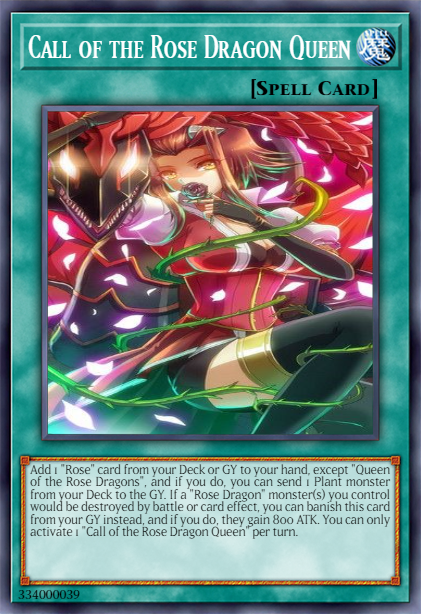 Call of the Rose Dragon Queen 魔
[Spell Card]
Add 1 "Rose" card from your Deck or GY to your hand, except "Queen
of the Rose Dragons", and if you do, you can send 1 Plant monster
from your Deck to the GY. If a "Rose Dragon" monster(s) you control
would be destroyed by battle or card effect, you can banish this card
from your GY instead, and if you do, they gain 800 ATK. You can only
activate 1 "Call of the Rose Dragon Queen" per turn.
334000039